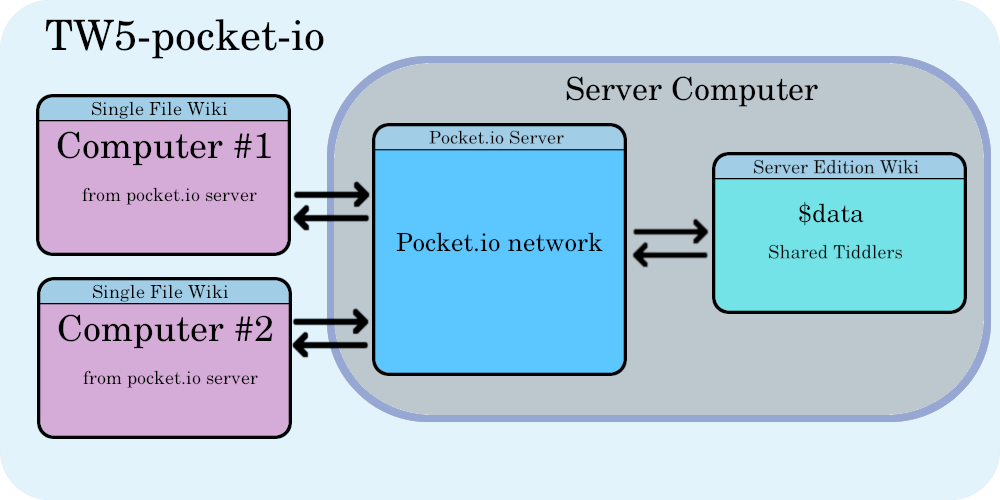 TW5-pocket-io
Server Computer
Single File Wiki
Computer #1
from pocket.io server
Single File Wiki
Computer #2
from pocket.io server
Pocket.io Server
Pocket.io network
Server Edition Wiki
$data
Shared Tiddlers